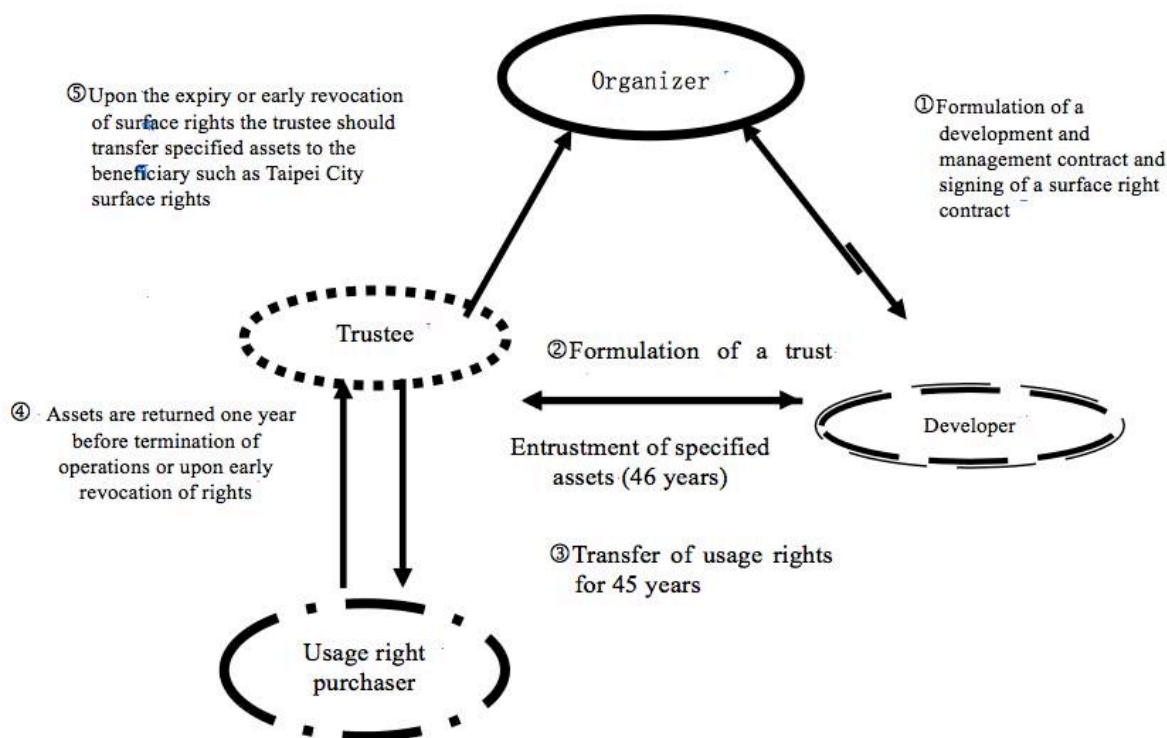 Organizer
⑤Upon the expiry or early revocation
of surface rights the trustee should
transfer specified assets to the
beneficiary such as Taipei City
surface rights
①Formulation of a
development and
management contract and
signing of a surface right
contract
Trustee
②Formulation of a trust
Developer
④ Assets are returned one year
before termination of
operations or upon early
revocation of rights
Entrustment of specified
assets (46 years)
③Transfer of usage rights
for 45 years
Usage right
purchaser